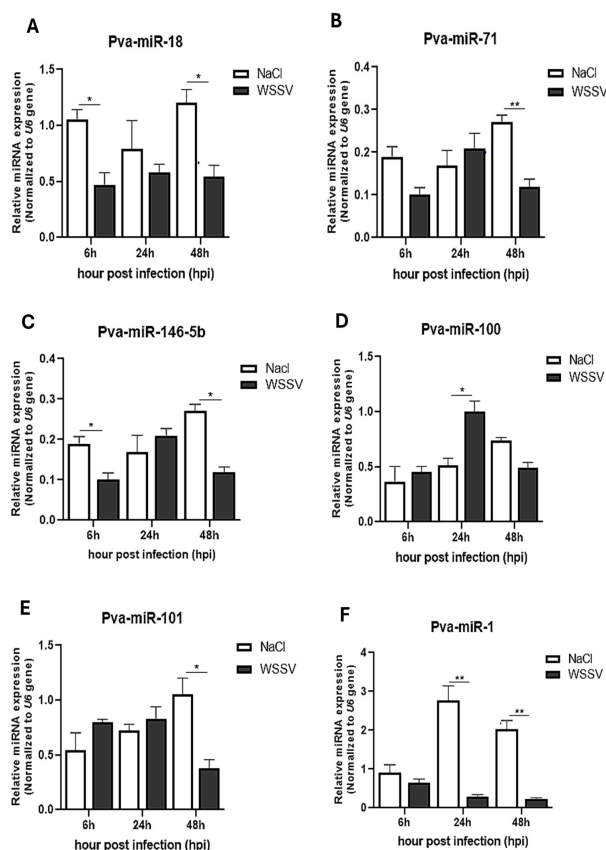 A
Pva-miR-18
Relative miRNA expression
(Normalized to U6 gene)
1.5
1.0
0.5
0.0
*
*
NaCl
WSSV
6h 24h 48h
hour post infection (hpi)
B
Pva-miR-71
Relative miRNA expression
(Normalized to U6 gene)
0.4
0.3
0.2
0.1
0.0
**
NaCl
WSSV
6h 24h 48h
hour post infection (hpi)
C
Pva-miR-146-5b
Relative miRNA expression
(Normalized to U6 gene)
0.4
0.3
0.2
0.1
0.0
*
*
Nacl
WSSV
6h 24h 48h
hour post infection (hpi)
D
Pva-miR-100
Relative miRNA expression
(Normalized to U6 gene)
1.5
1.0
0.5
0.0
*
NaCl
WSSV
6h 24h 48h
hour post infection (hpi)
E
Pva-miR-101
Relative miRNA expression
(Normalized to U6 gene)
1.5
1.0
0.5
0.0
*
NaCl
WSSV
6h 24h 48h
hour post infection (hpi)
F
Pva-miR-1
Relative miRNA expression
(Normalized to U6 gene)
4
3
2
1
0
**
**
NaCl
WSSV
6h 24h 48h
hour post infection (hpi)